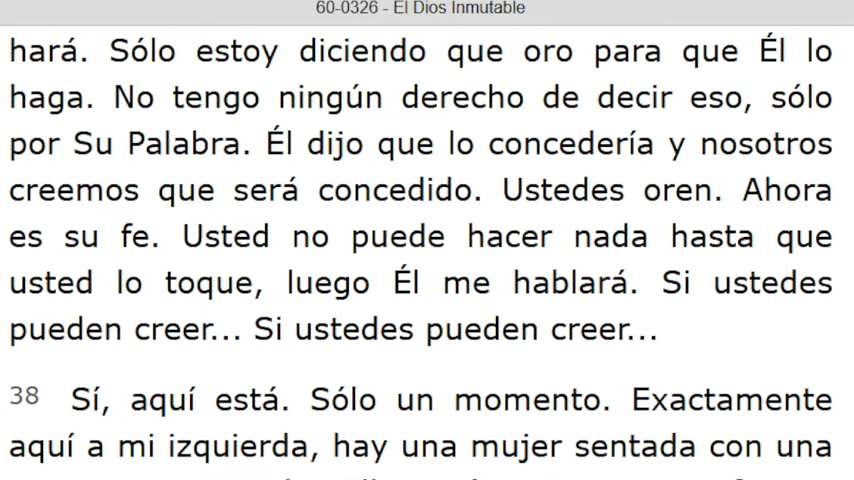 60-0326 - El Dios Inmutable
hará. Sólo estoy diciendo que oro para que Él lo
haga. No tengo ningún derecho de decir eso, sólo
por Su Palabra. Él dijo que lo concedería y nosotros
creemos que será concedido. Ustedes oren. Ahora
es su fe. Usted no puede hacer nada hasta que
usted lo toque, luego Él me hablará. Si ustedes
pueden creer... Si ustedes pueden creer...
38 Sí, aquí está. Sólo un momento. Exactamente
aquí a mi izquierda, hay una mujer sentada con una